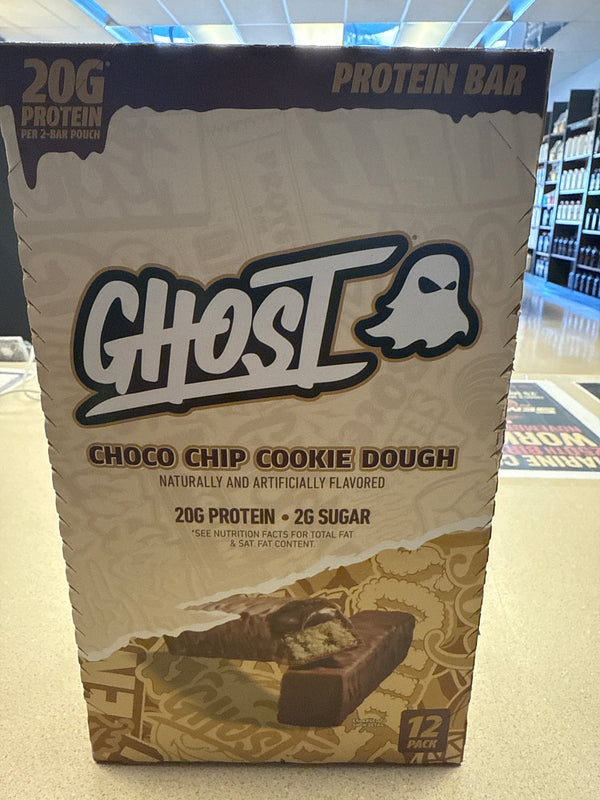 20G
PROTEIN
PER 2-BAR POUCH
PROTEIN BAR
GHOST
CHOCO CHIP COOKIE DOUGH
NATURALLY AND ARTIFICIALLY FLAVORED
20G PROTEIN • 2G SUGAR
*SEE NUTRITION FACTS FOR TOTAL FAT
& SAT. FAT CONTENT.
GHOST
12
PACK